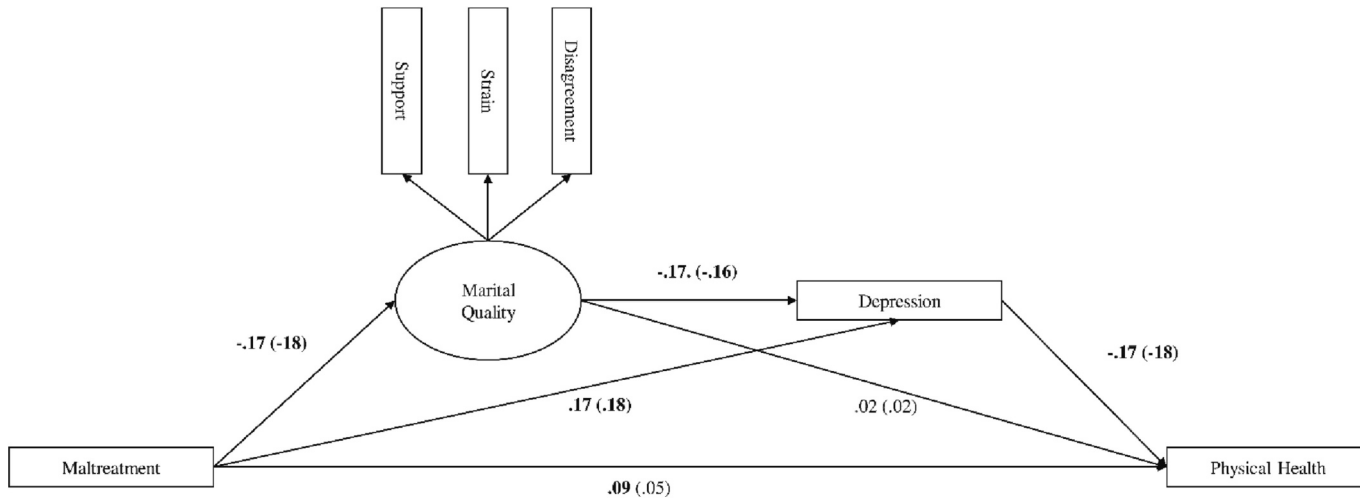 Support
Strain
Disagreement
Marital
Quality
-.17. (-.16)
Depression
-.17 (-18)
-.17 (-18)
.17 (.18)
.02 (.02)
Maltreatment
Physical Health
.09 (.05)